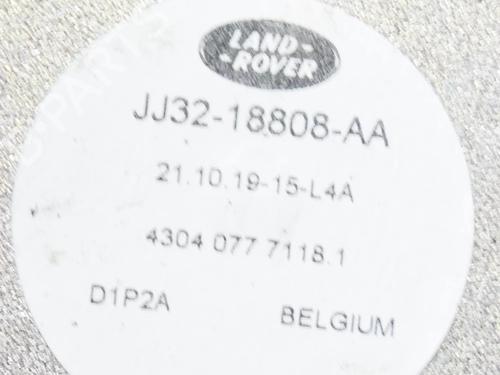 LAND-
-ROVER
JJ32-18808-AA
21.10.19-15-L4A
4304 077 7118.1
D1P2A BELGIUM